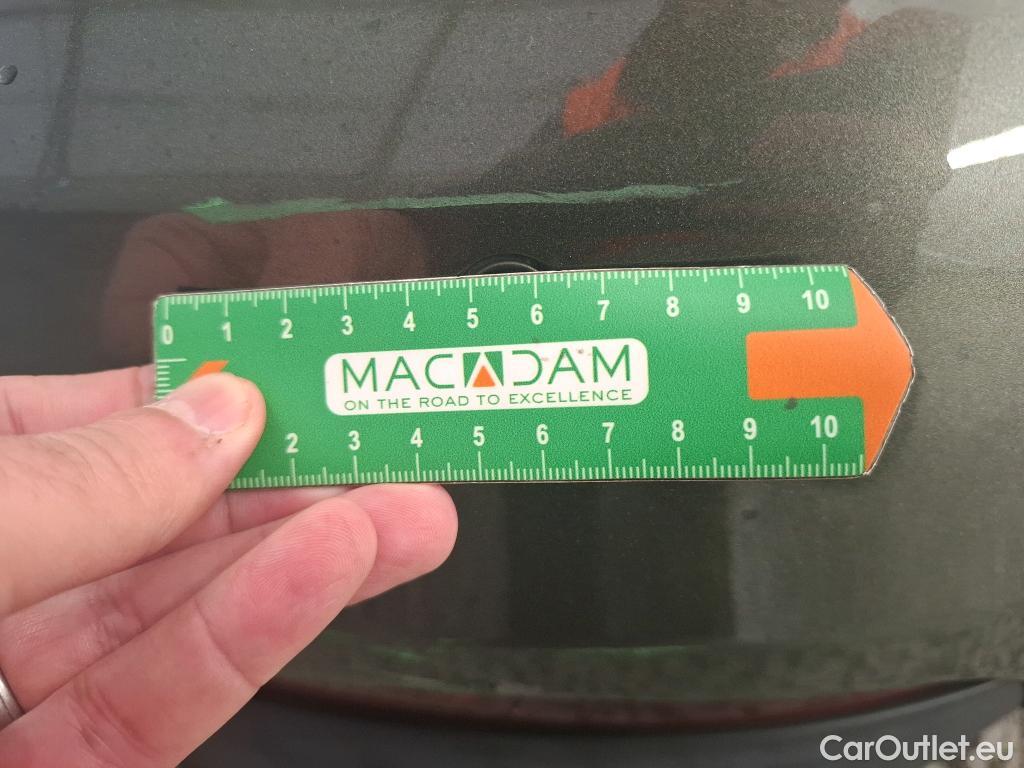 0 1 2 3 4 5 6 7 8 9 10
MACADAM
ON THE ROAD TO EXCELLENCE
2 3 4 5 6 7 8 9 10
CarOutlet.eu